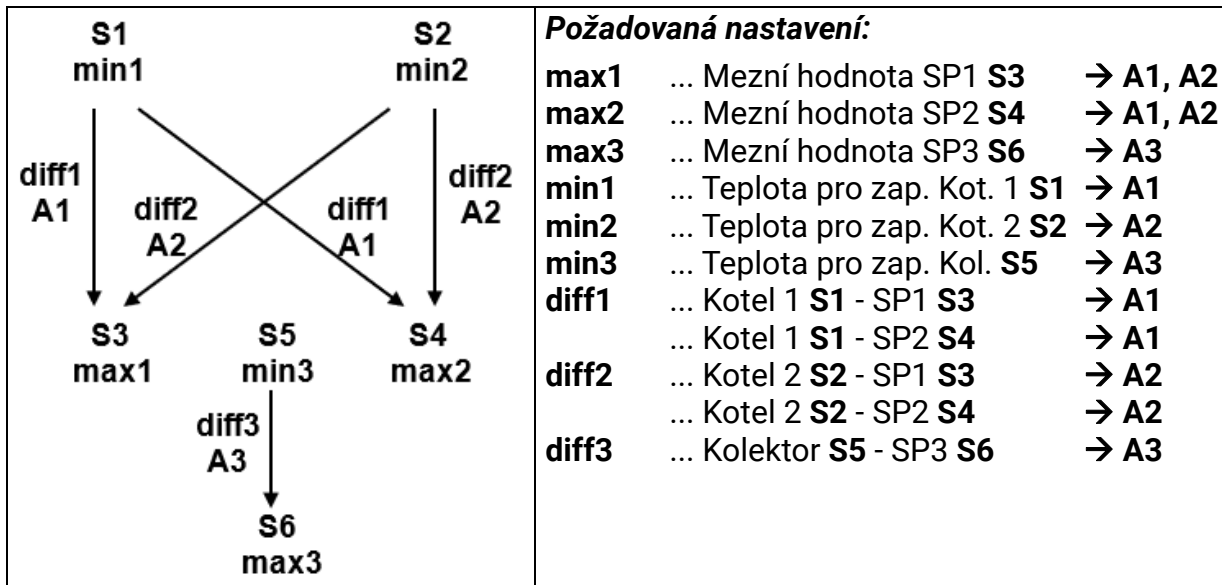 S1
min1
S2
min2
diff1
A1
diff2
A2
diff1
A1
diff2
A2
S3
max1
S5
min3
S4
max2
diff3
A3
S6
max3
Požadovaná nastavení:
max1 ... Mezní hodnota SP1 S3 → A1, A2
max2 ... Mezní hodnota SP2 S4 → A1, A2
max3 ... Mezní hodnota SP3 S6 → A3
min1 ... Teplota pro zap. Kot. 1 S1 → A1
min2 ... Teplota pro zap. Kot. 2 S2 → A2
min3 ... Teplota pro zap. Kol. S5 → A3
diff1 ... Kotel 1 S1 - SP1 S3 → A1
... Kotel 1 S1 - SP2 S4 → A1
diff2 ... Kotel 2 S2 - SP1 S3 → A2
... Kotel 2 S2 - SP2 S4 → A2
diff3 ... Kolektor S5 - SP3 S6 → A3